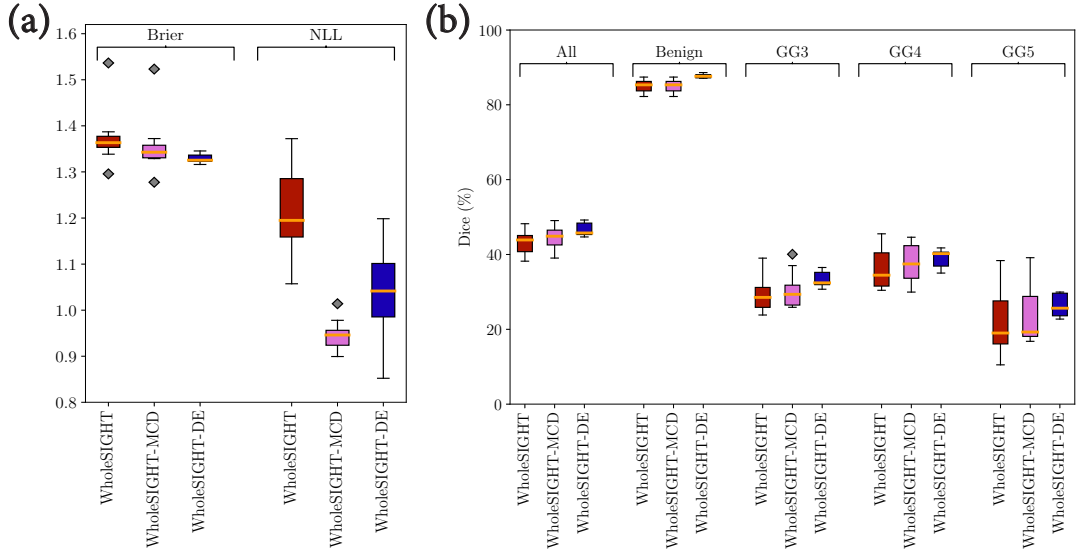 (a)
Brier
NLL
1.6
1.5
1.4
1.3
1.2
1.1
1.0
0.9
0.8
WholeSIGHT
WholeSIGHT-MCD
WholeSIGHT-DE
WholeSIGHT
WholeSIGHT-MCD
WholeSIGHT-DE
(b)
All
Benign
GG3
GG4
GG5
Dice (%)
100
80
60
40
20
0
WholeSIGHT
WholeSIGHT-MCD
WholeSIGHT-DE
WholeSIGHT
WholeSIGHT-MCD
WholeSIGHT-DE
WholeSIGHT
WholeSIGHT-MCD
WholeSIGHT-DE
WholeSIGHT
WholeSIGHT-MCD
WholeSIGHT-DE
WholeSIGHT
WholeSIGHT-MCD
WholeSIGHT-DE